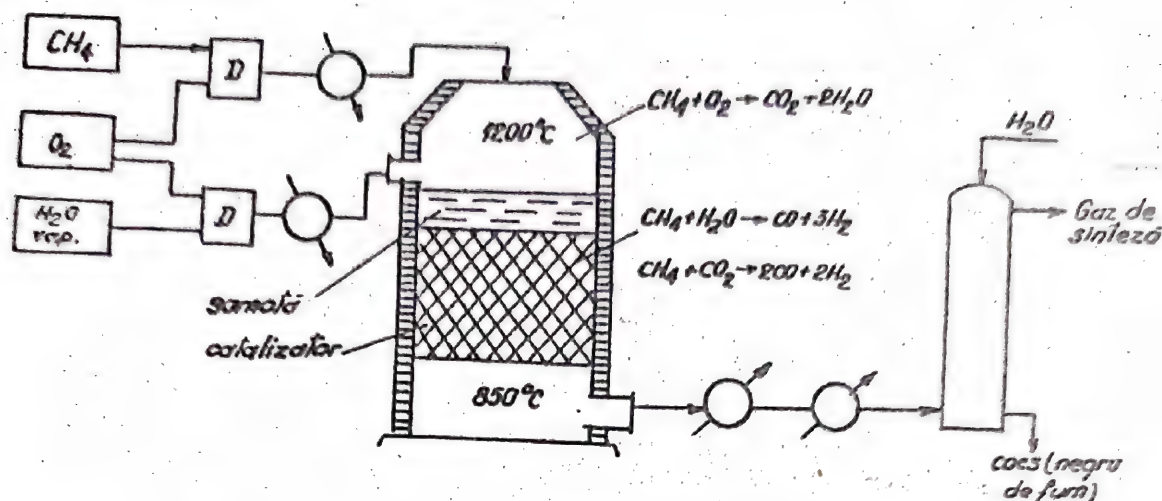 CH₄
D
O₂
H₂O
vap.
D
1200°C
CH₄ + O₂ → CO₂ + 2H₂O
CH₄ + H₂O → CO + 3H₂
CH₄ + CO₂ → 2CO + 2H₂
șamotă
catalizator
850°C
H₂O
Gaz de
sinteză
cocs (negru
de fum)